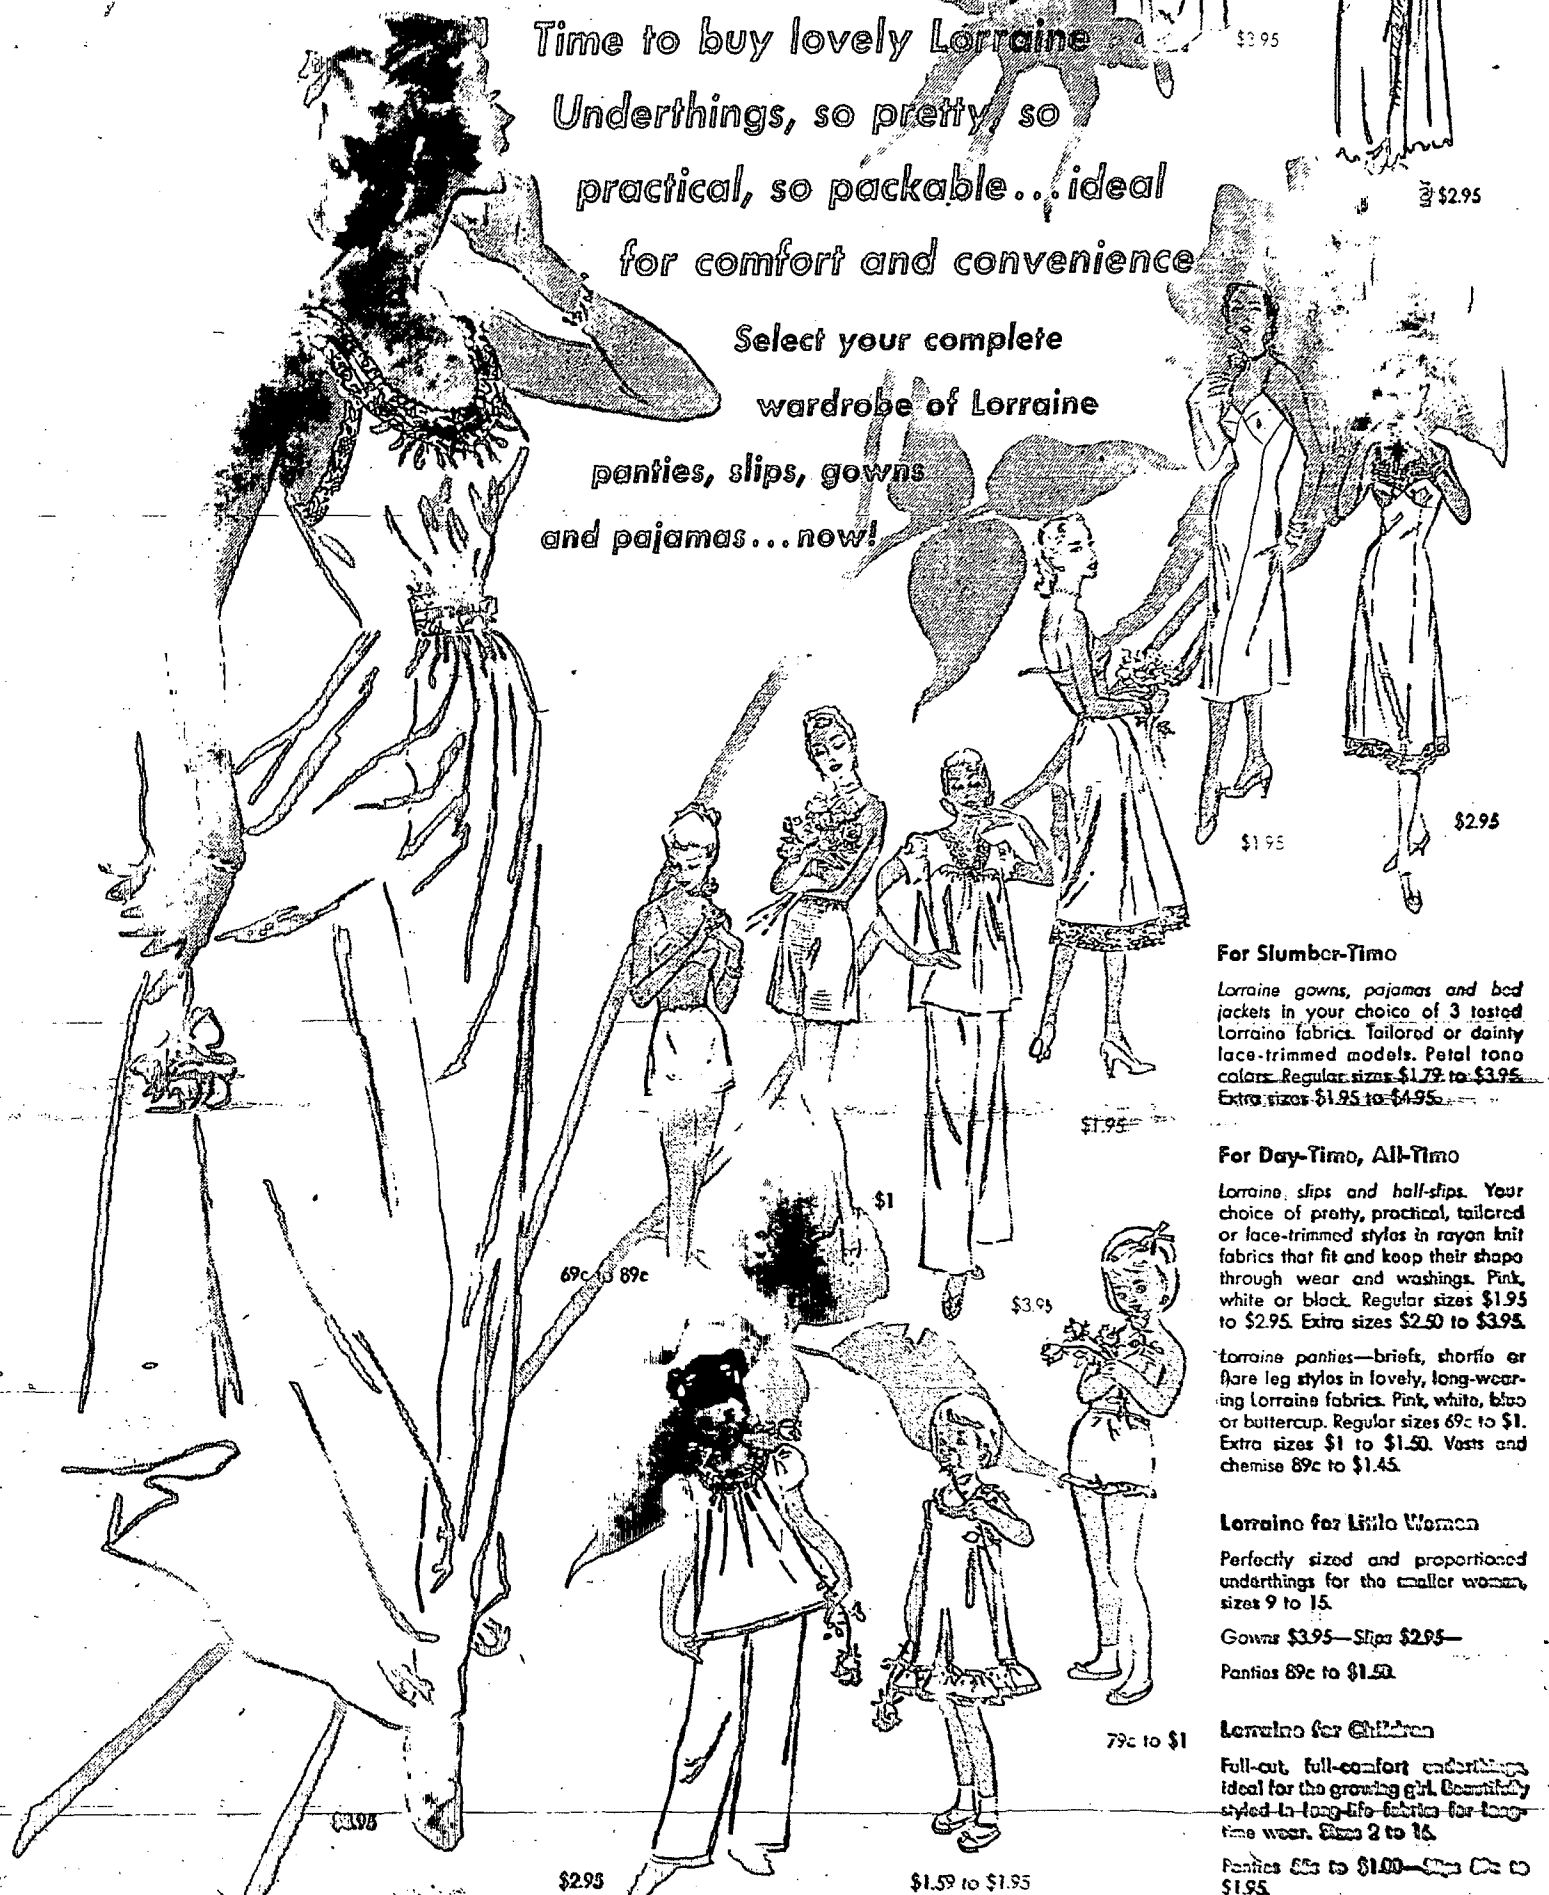 Time to buy lovely Lorraine
Underthings, so pretty, so
practical, so packable...ideal
for comfort and convenience
Select your complete
wardrobe of Lorraine
panties, slips, gowns
and pajamas...now!
$3.95
$2.95
$1.95
$2.95
$1.95
$1
69c to 89c
$3.95
79c to $1
$2.95
$1.59 to $1.95
For Slumber-Time
Lorraine gowns, pajamas and bed
jackets in your choice of 3 tested
Lorraine fabrics. Tailored or dainty
lace-trimmed models. Petal tone
colors. Regular sizes $1.79 to $3.95.
Extra sizes $1.95 to $4.95.
For Day-Time, All-Time
Lorraine slips and half-slips. Your
choice of pretty, practical, tailored
or lace-trimmed styles in rayon knit
fabrics that fit and keep their shape
through wear and washings. Pink,
white or black. Regular sizes $1.95
to $2.95. Extra sizes $2.50 to $3.95.
Lorraine panties—briefs, shortie or
flare leg styles in lovely, long-wear-
ing Lorraine fabrics. Pink, white, blue
or buttercup. Regular sizes 69c to $1.
Extra sizes $1 to $1.50. Vests and
chemise 89c to $1.45.
Lorraine for Little Women
Perfectly sized and proportioned
underthings for the smaller woman,
sizes 9 to 15.
Gowns $3.95—Slips $2.95—
Panties 89c to $1.50.
Lorraine for Children
Full-cut, full-comfort underthings,
ideal for the growing girl. Beautifully
styled in long-life fabrics for long-
time wear. Sizes 2 to 16.
Panties to $1.00—Slips to
$1.95.